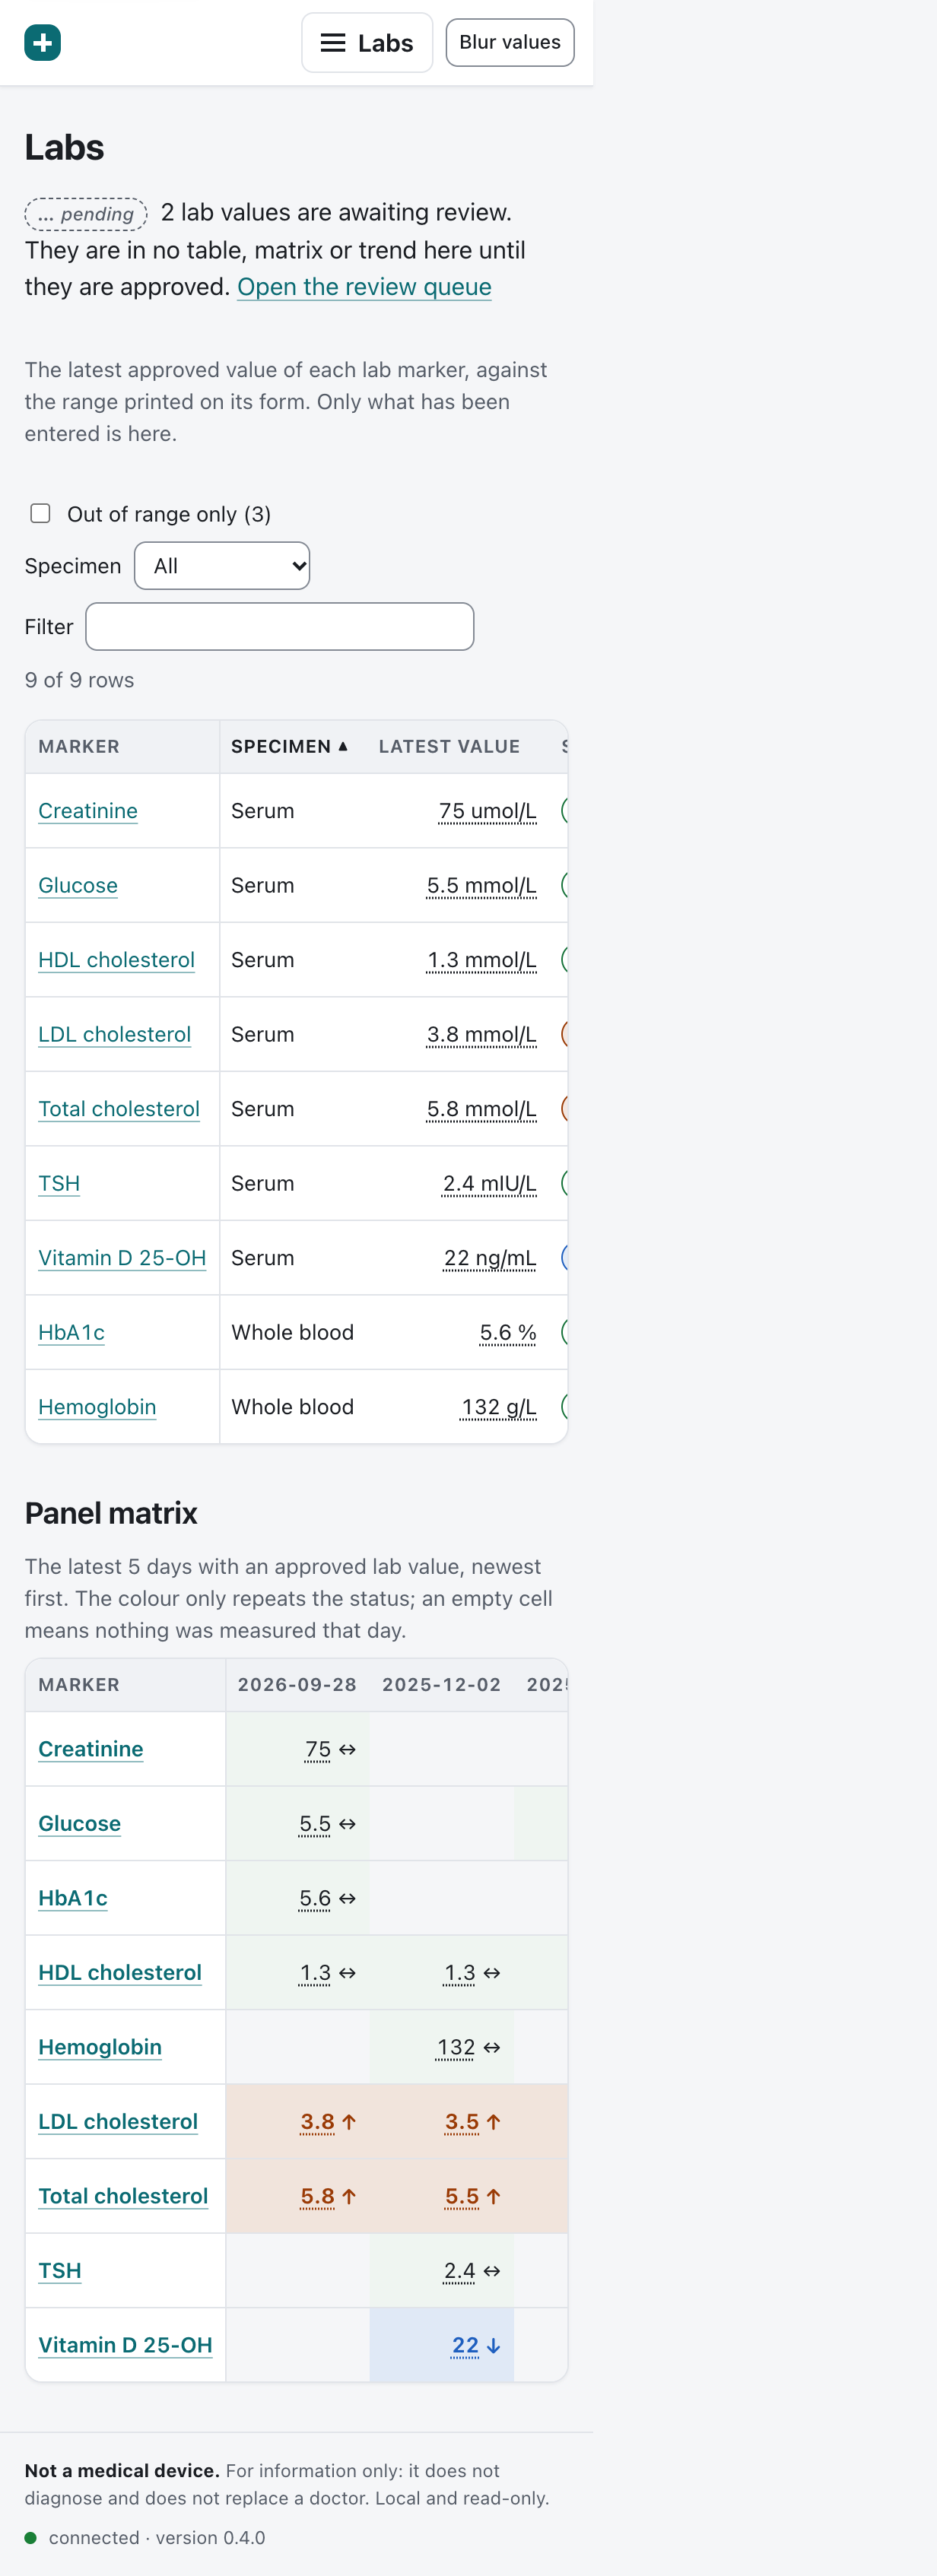 Labs
Blur values
Labs
... pending 2 lab values are awaiting review.
They are in no table, matrix or trend here until
they are approved. Open the review queue
The latest approved value of each lab marker, against
the range printed on its form. Only what has been
entered is here.
Out of range only (3)
Specimen All
Filter
9 of 9 rows
MARKER SPECIMEN ▲ LATEST VALUE
Creatinine Serum 75 umol/L
Glucose Serum 5.5 mmol/L
HDL cholesterol Serum 1.3 mmol/L
LDL cholesterol Serum 3.8 mmol/L
Total cholesterol Serum 5.8 mmol/L
TSH Serum 2.4 mIU/L
Vitamin D 25-OH Serum 22 ng/mL
HbA1c Whole blood 5.6 %
Hemoglobin Whole blood 132 g/L
Panel matrix
The latest 5 days with an approved lab value, newest
first. The colour only repeats the status; an empty cell
means nothing was measured that day.
MARKER 2026-09-28 2025-12-02
Creatinine 75 ↔
Glucose 5.5 ↔
HbA1c 5.6 ↔
HDL cholesterol 1.3 ↔ 1.3 ↔
Hemoglobin 132 ↔
LDL cholesterol 3.8 ↑ 3.5 ↑
Total cholesterol 5.8 ↑ 5.5 ↑
TSH 2.4 ↔
Vitamin D 25-OH 22 ↓
Not a medical device. For information only: it does not
diagnose and does not replace a doctor. Local and read-only.
connected · version 0.4.0